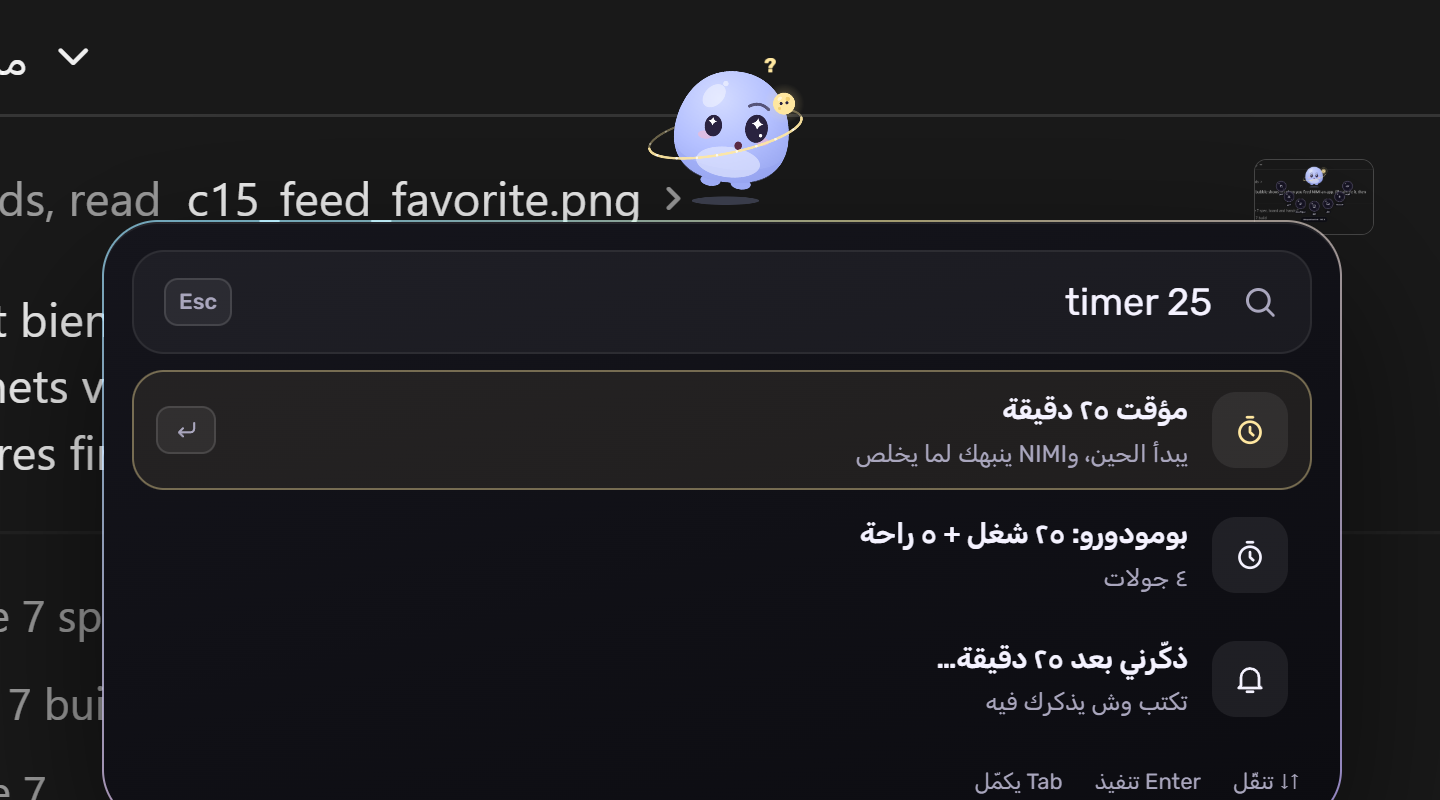 ?
ds, read c15_feed_favorite.png
timer 25
Esc
مؤقت ٢٥ دقيقة
يبدأ الحين، وNIMI ينبهك لما يخلص
بومودورو: ٢٥ شغل + ٥ راحة
٤ جولات
ذكّرني بعد ٢٥ دقيقة...
تكتب وش يذكرك فيه
↑↓ تنقّل Enter تنفيذ Tab يكمّل
t bien
nets v
res fin
e 7 sp
7 bui
e 7